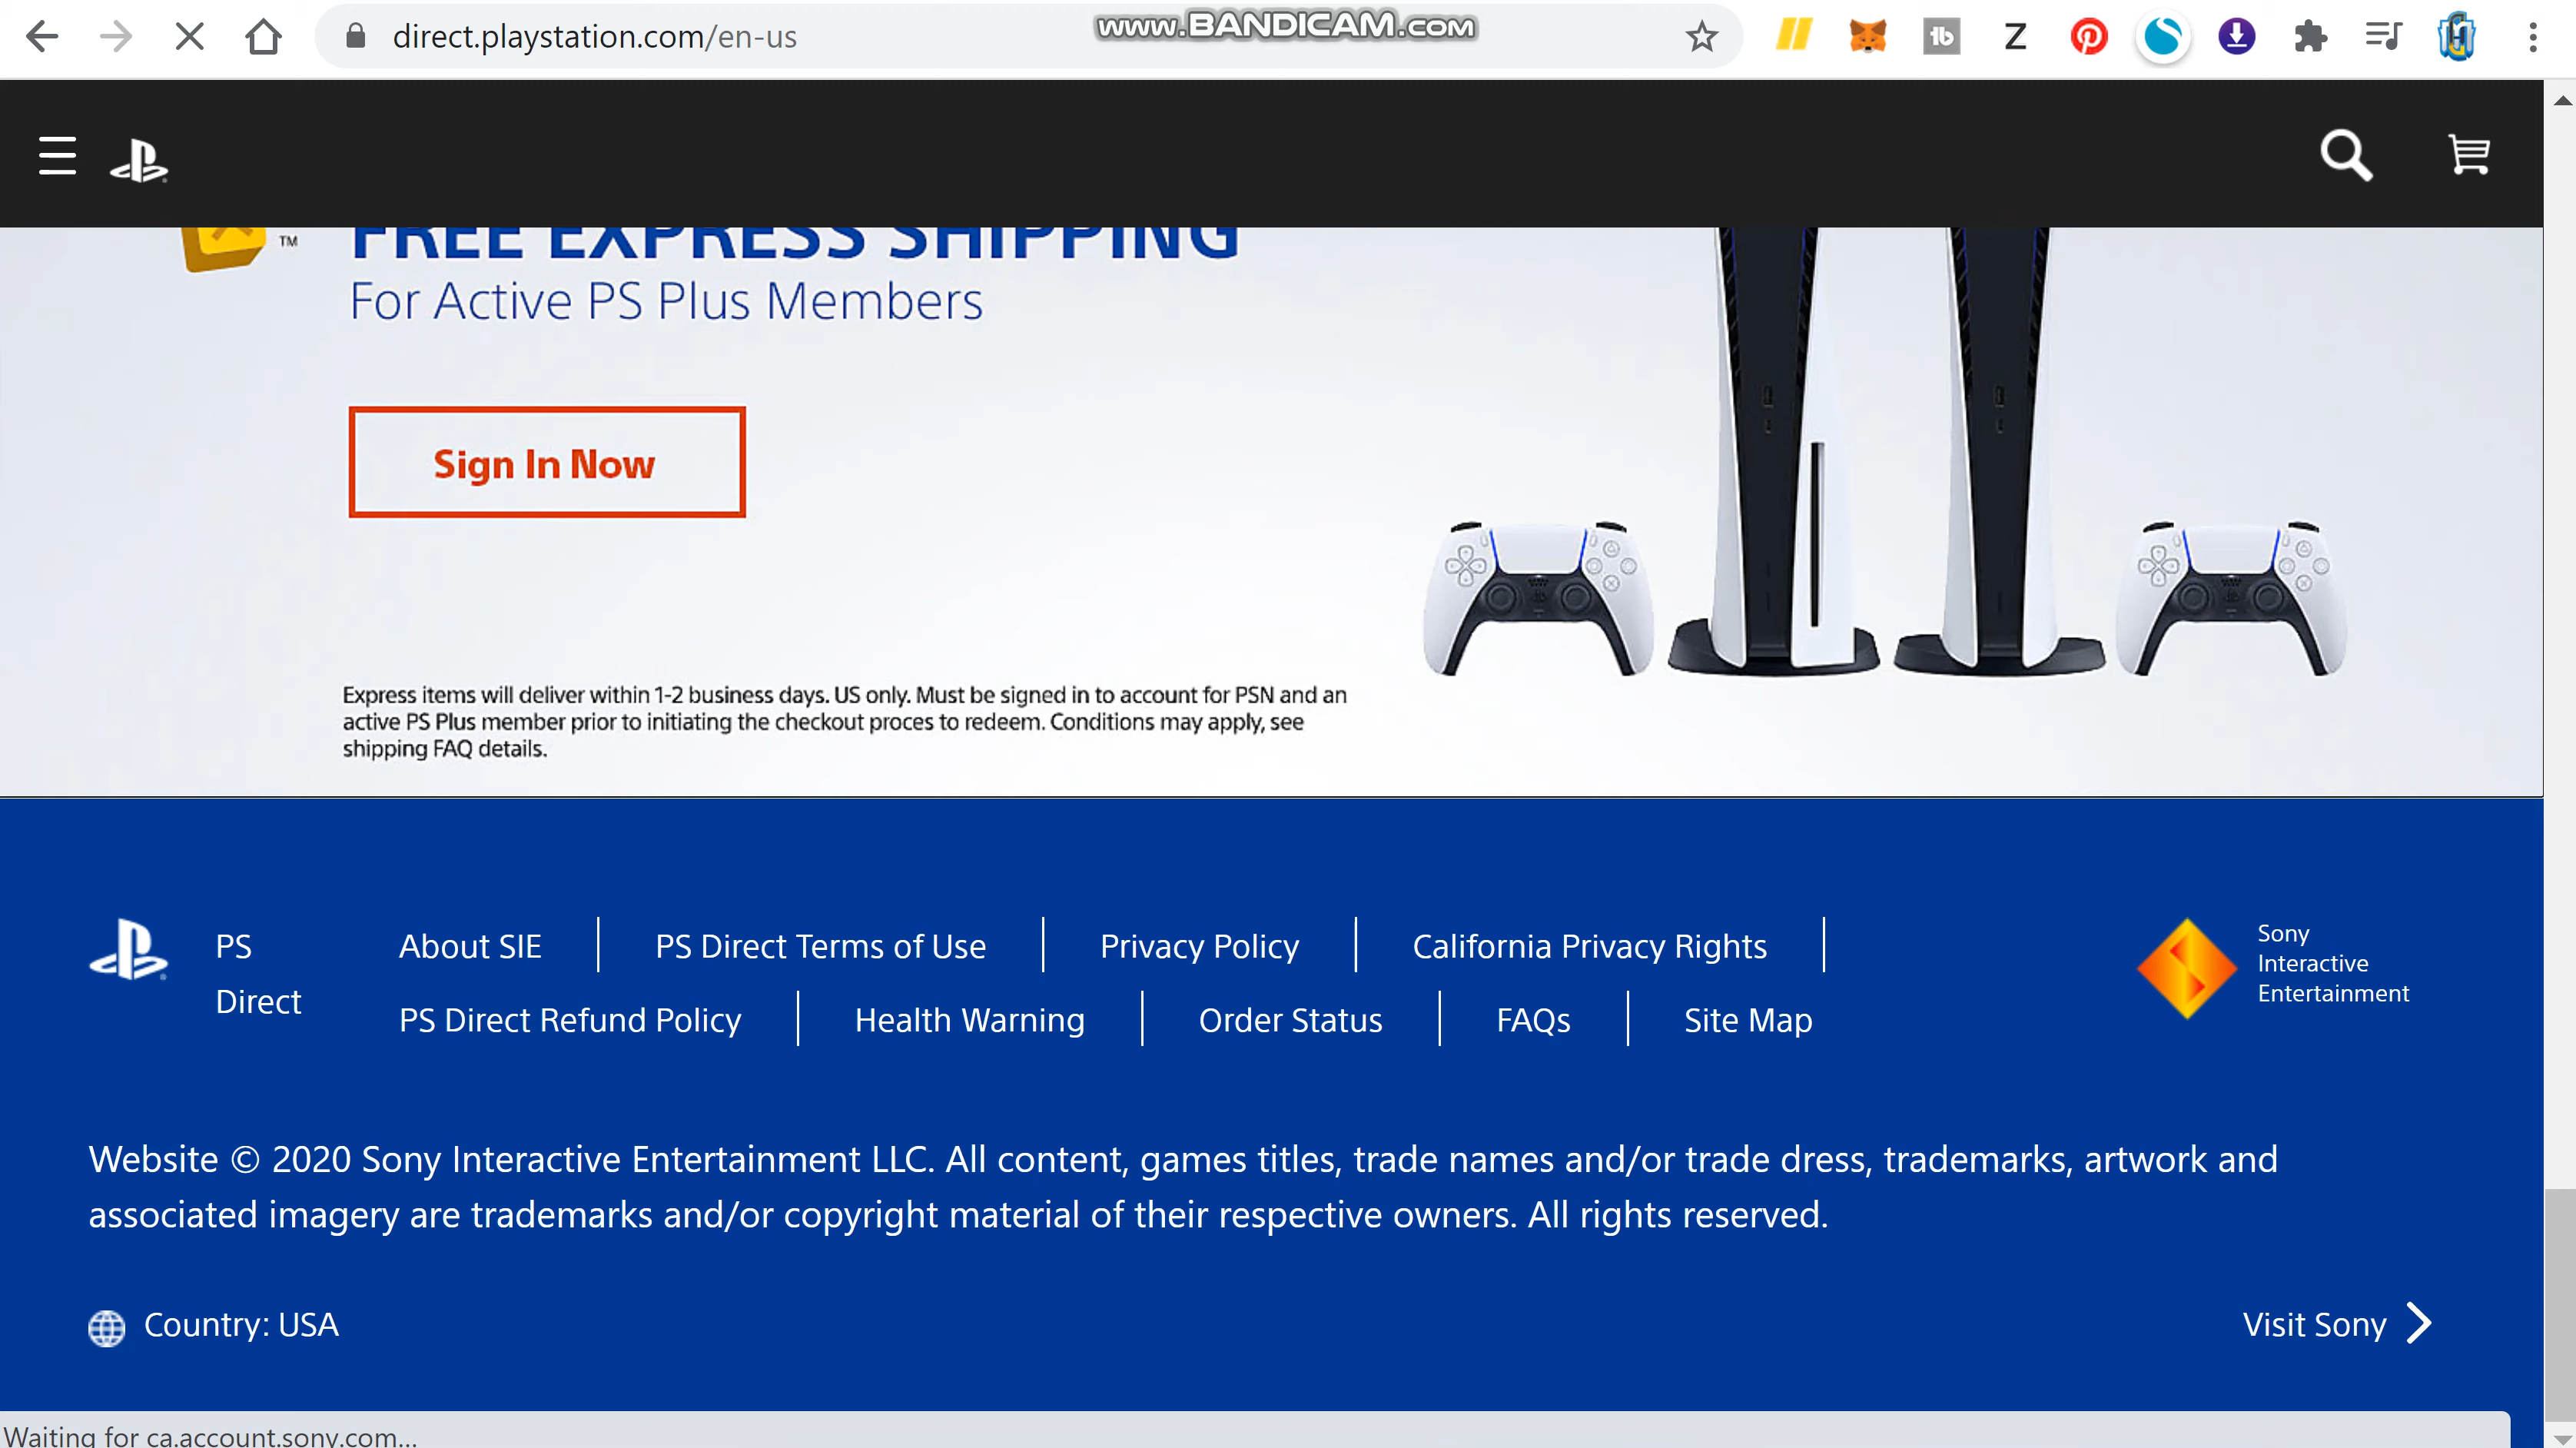 direct.playstation.com/en-us
www.BANDICAM.com
tb
Z
FREE EXPRESS SHIPPING
TM
For Active PS Plus Members
Sign In Now
Express items will deliver within 1-2 business days. US only. Must be signed in to account for PSN and an
active PS Plus member prior to initiating the checkout proces to redeem. Conditions may apply, see
shipping FAQ details.
PS
Direct
About SIE
PS Direct Terms of Use
Privacy Policy
California Privacy Rights
PS Direct Refund Policy
Health Warning
Order Status
FAQs
Site Map
Sony
Interactive
Entertainment
Website © 2020 Sony Interactive Entertainment LLC. All content, games titles, trade names and/or trade dress, trademarks, artwork and
associated imagery are trademarks and/or copyright material of their respective owners. All rights reserved.
Country: USA
Visit Sony
Waiting for ca.account.sony.com...